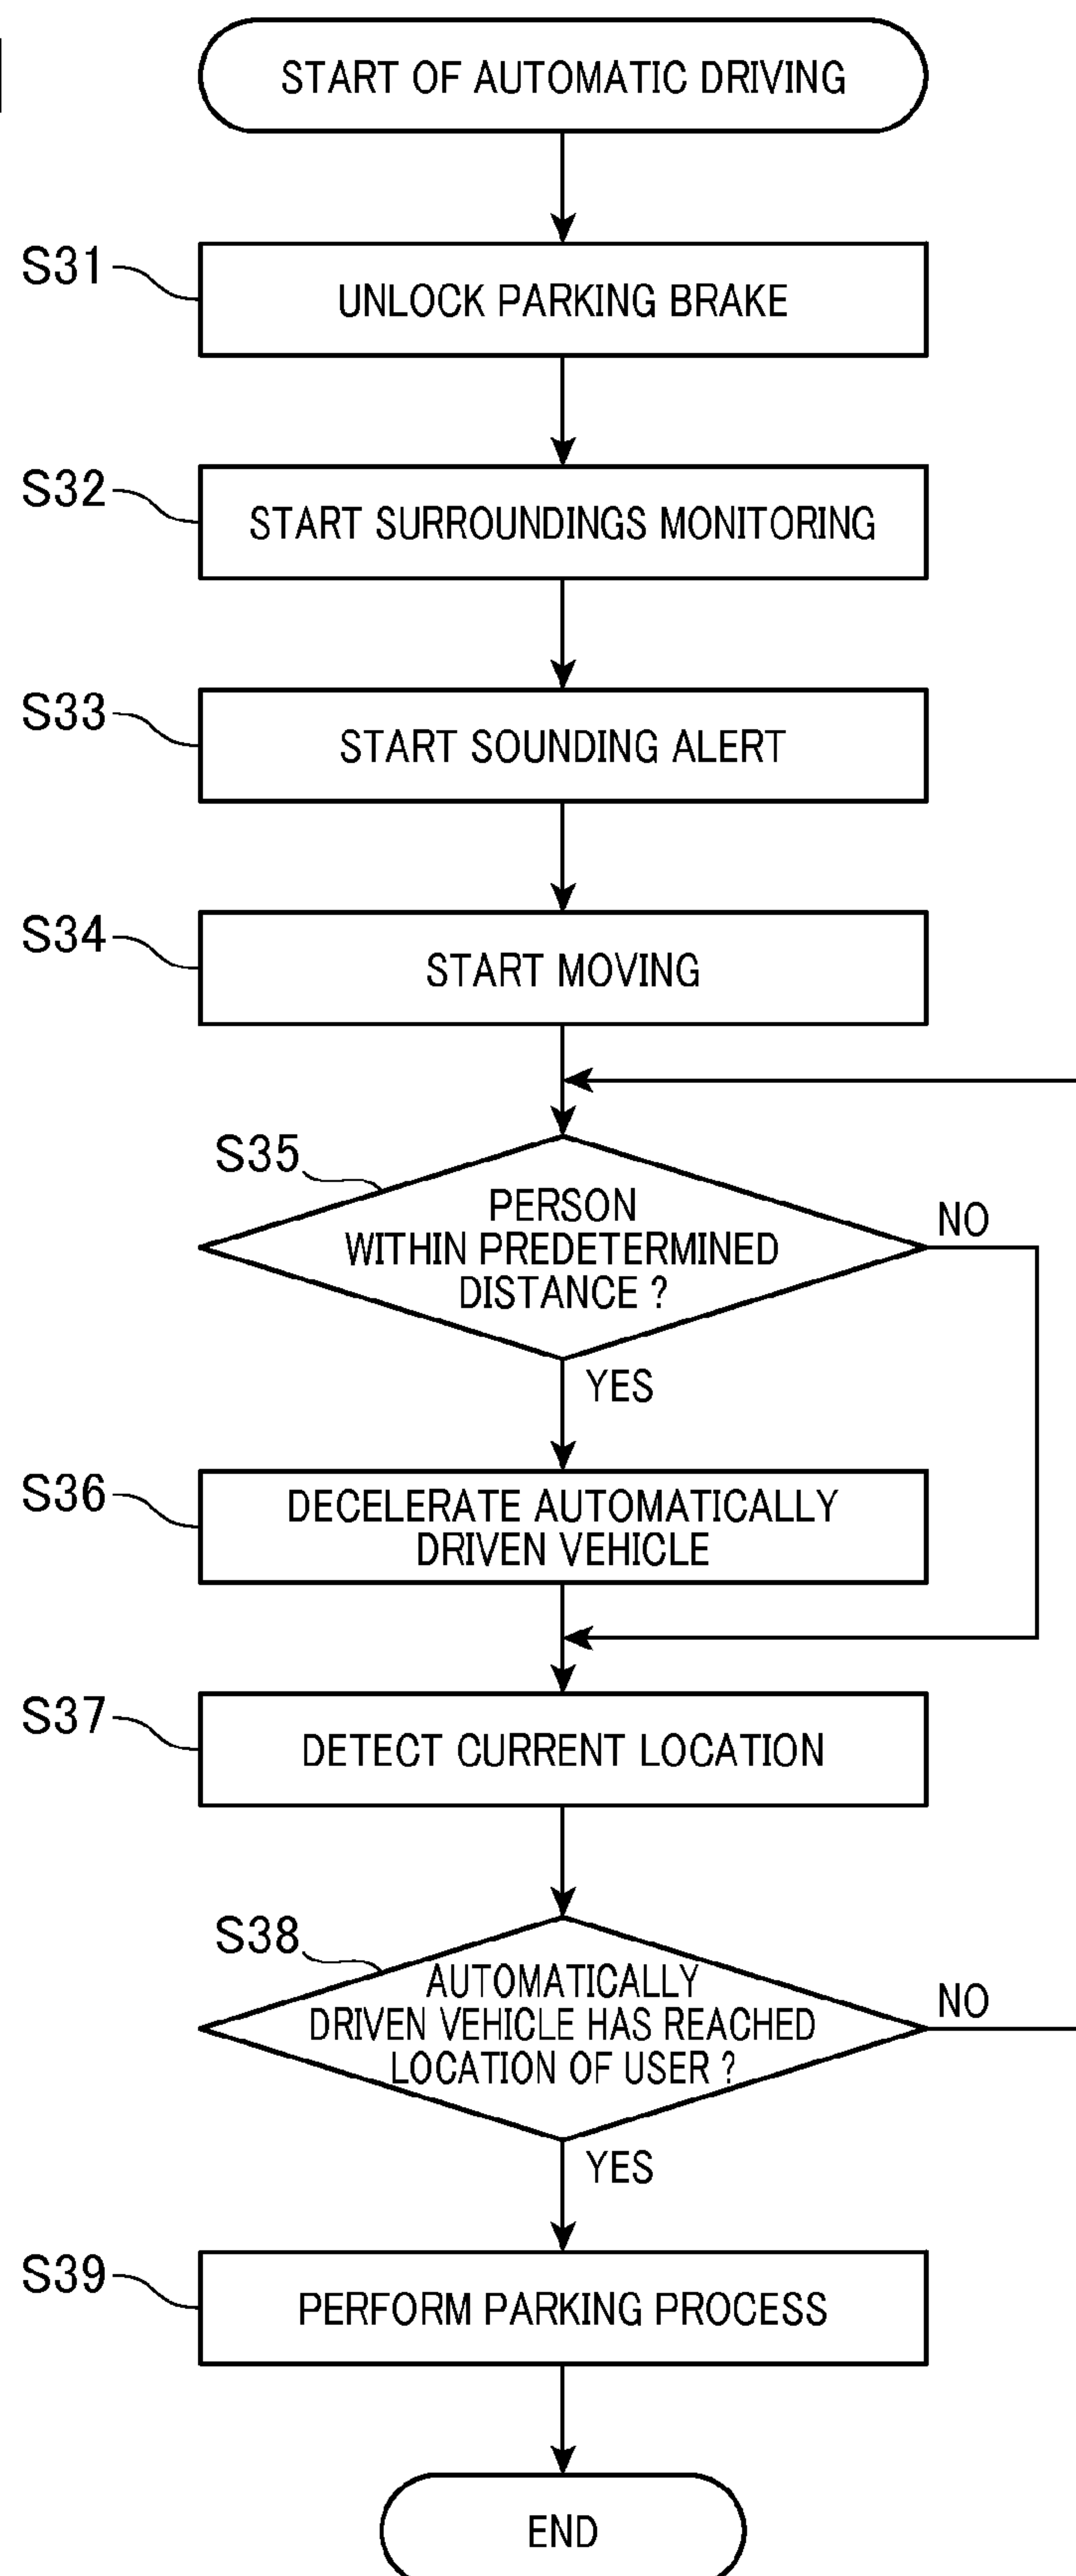 START OF AUTOMATIC DRIVING
S31
UNLOCK PARKING BRAKE
S32
START SURROUNDINGS MONITORING
S33
START SOUNDING ALERT
S34
START MOVING
S35
PERSON
WITHIN PREDETERMINED
DISTANCE ?
NO
YES
S36
DECELERATE AUTOMATICALLY
DRIVEN VEHICLE
S37
DETECT CURRENT LOCATION
S38
AUTOMATICALLY
DRIVEN VEHICLE HAS REACHED
LOCATION OF USER ?
NO
YES
S39
PERFORM PARKING PROCESS
END